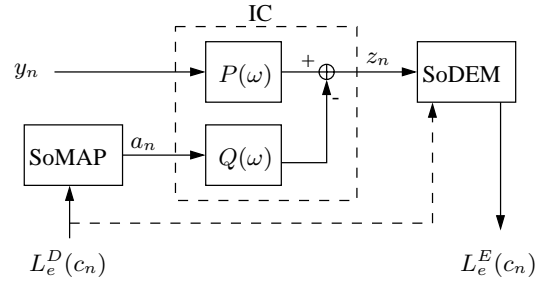 IC
y_n
P(ω)
+
z_n
SoDEM
-
SoMAP
a_n
Q(ω)
L_e^D(c_n)
L_e^E(c_n)